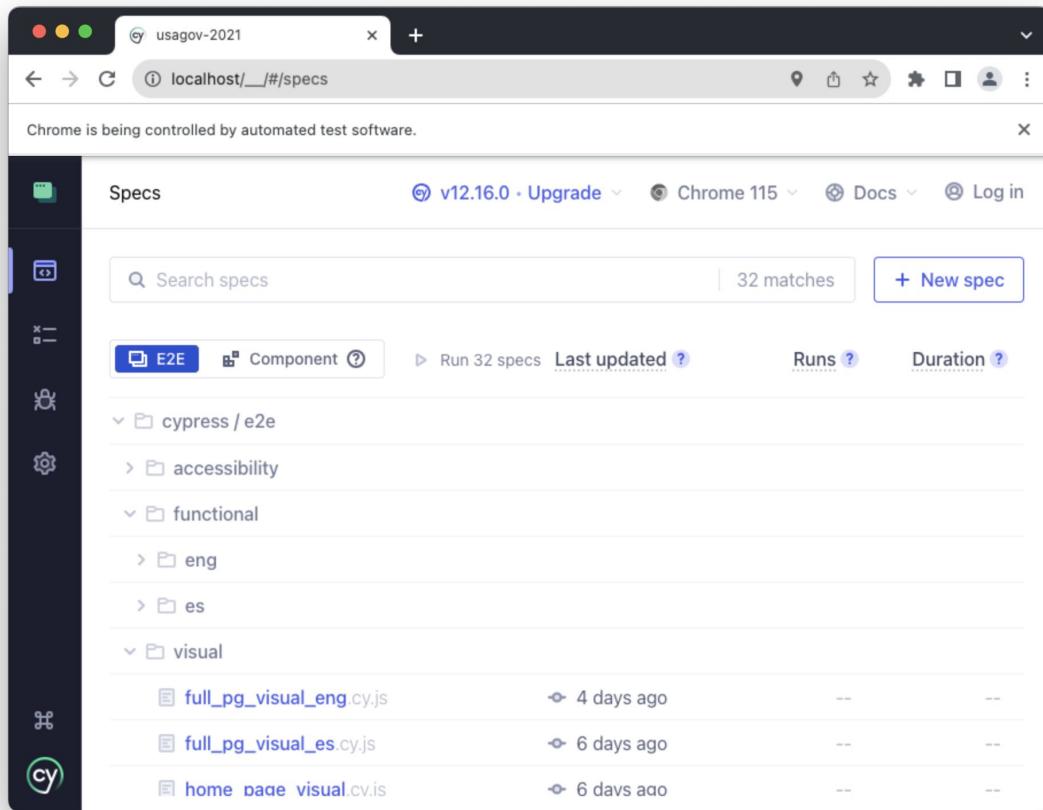 usagov-2021
localhost/__/#/specs
Chrome is being controlled by automated test software.
Specs v12.16.0 • Upgrade Chrome 115 Docs Log in
Search specs 32 matches + New spec
E2E Component ? Run 32 specs Last updated ? Runs ? Duration ?
cypress / e2e
accessibility
functional
eng
es
visual
full_pg_visual_eng.cy.js 4 days ago -- --
full_pg_visual_es.cy.js 6 days ago -- --
home_page_visual.cy.js 6 days ago -- --
cy